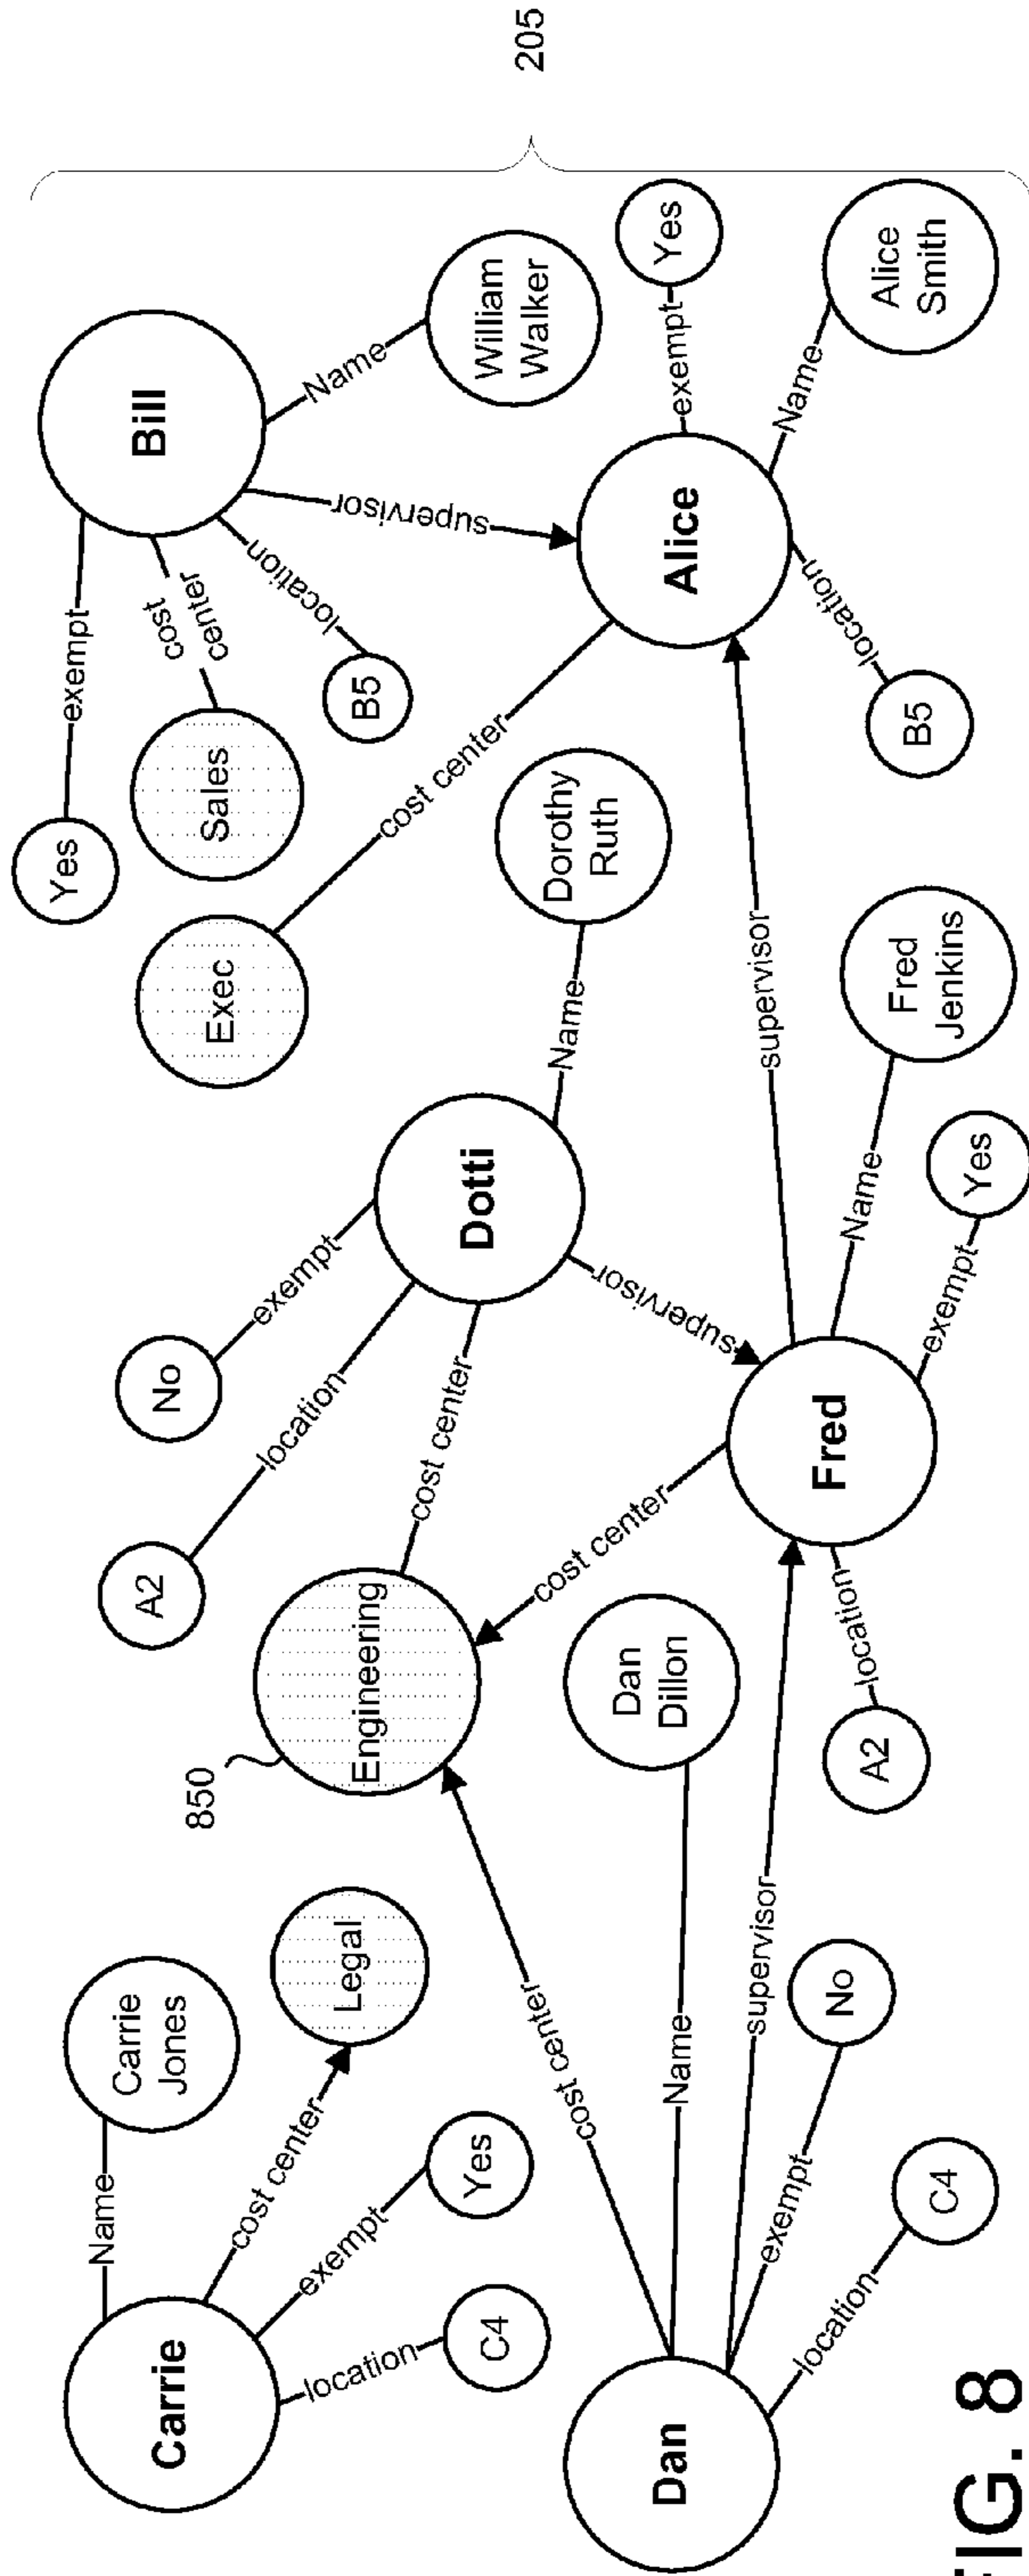 205
Carrie
Name
Carrie
Jones
cost center
Legal
exempt
Yes
location
C4
Dan
cost center
Name
Dan
Dillon
supervisor
exempt
No
location
C4
850
Engineering
A2
location
No
exempt
cost center
Dotti
Name
Dorothy
Ruth
supervisor
cost center
Fred
location
A2
Name
Fred
Jenkins
exempt
Yes
supervisor
Exec
cost center
Yes
exempt
Sales
cost
center
B5
location
Bill
Name
William
Walker
supervisor
Alice
exempt
Yes
Name
Alice
Smith
location
B5
FIG. 8